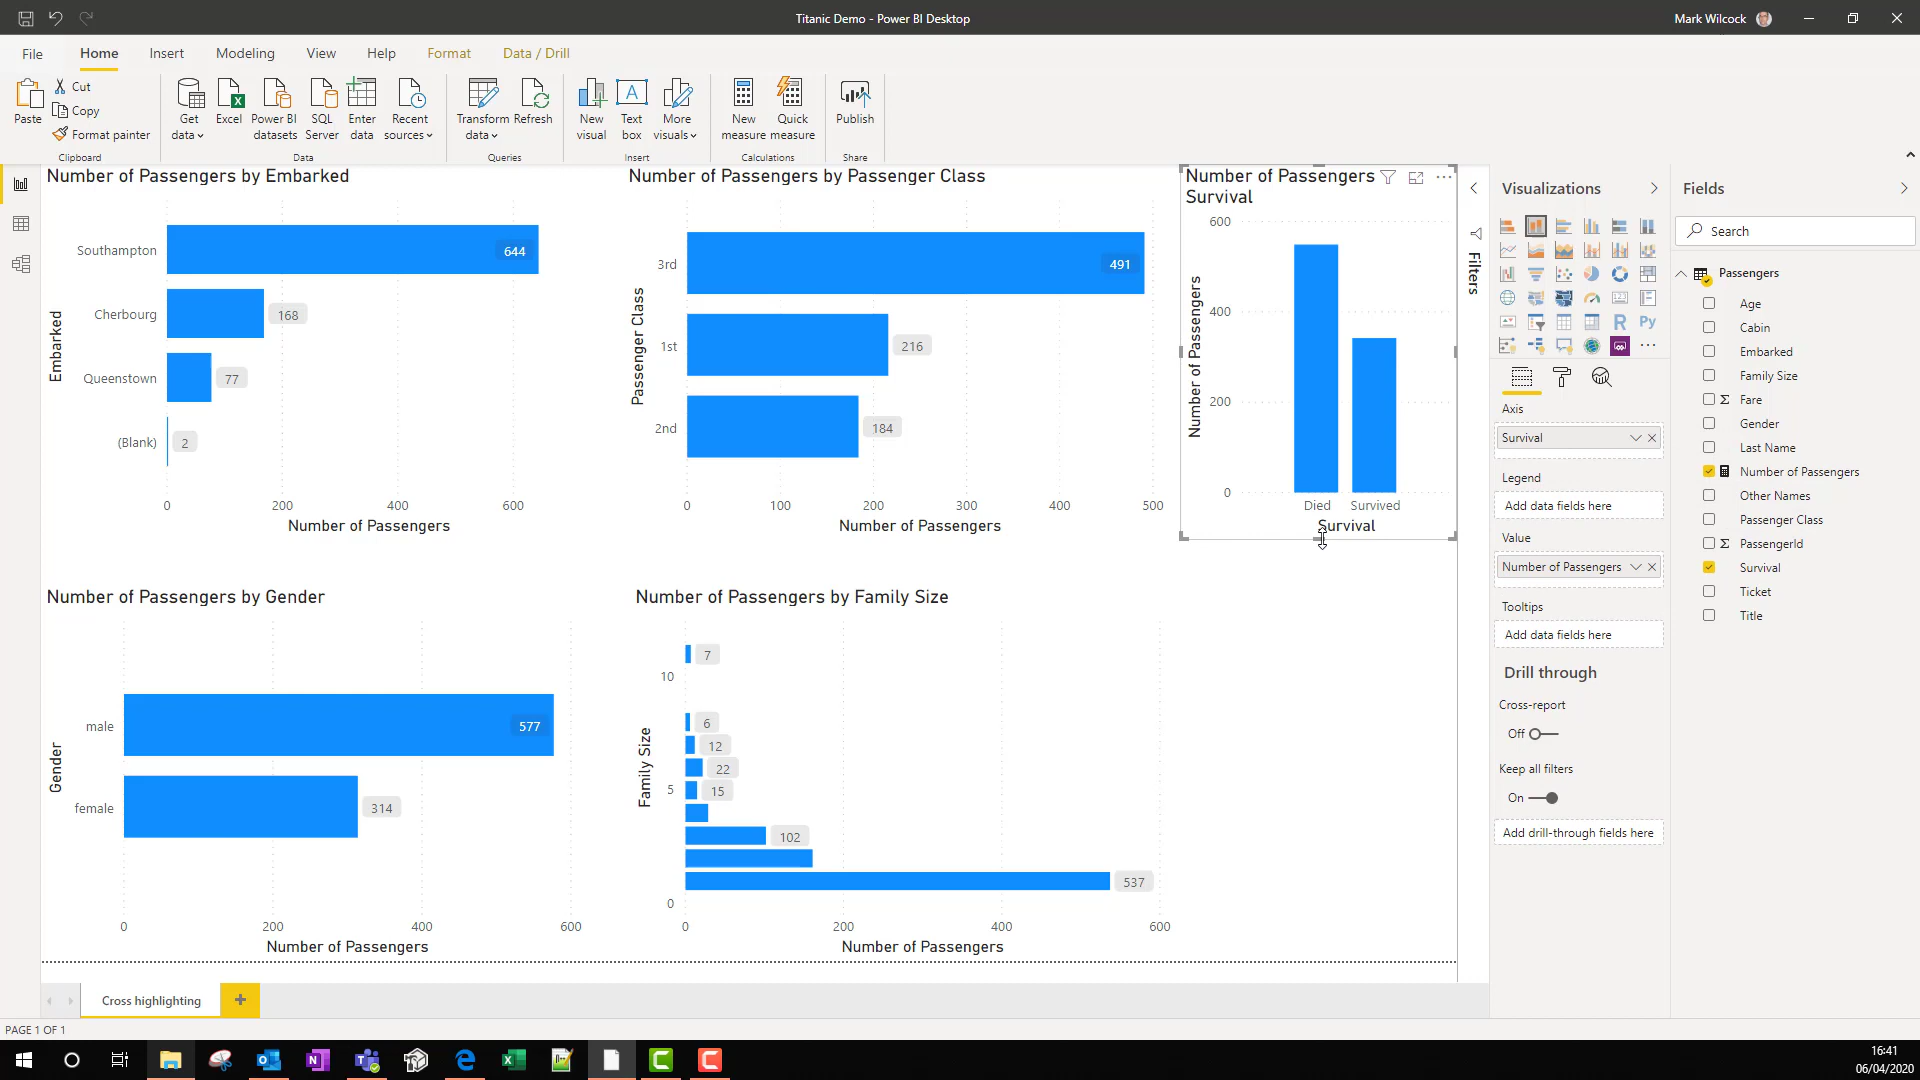 Titanic Demo - Power BI Desktop
Mark Wilcock
File
Home
Insert
Modeling
View
Help
Format
Data / Drill
Paste
Cut
Copy
Format painter
Clipboard
Get data
Excel
Power BI datasets
SQL Server
Enter data
Recent sources
Data
Transform data
Refresh
Queries
New visual
Text box
More visuals
Insert
New measure
Quick measure
Calculations
Publish
Share
Number of Passengers by Embarked
Embarked
Southampton
644
Cherbourg
168
Queenstown
77
(Blank)
2
0 200 400 600
Number of Passengers
Number of Passengers by Passenger Class
Passenger Class
3rd
491
1st
216
2nd
184
0 100 200 300 400 500
Number of Passengers
Number of Passengers
Survival
Number of Passengers
600
400
200
0
Died Survived
Survival
Number of Passengers by Gender
Gender
male
577
female
314
0 200 400 600
Number of Passengers
Number of Passengers by Family Size
Family Size
7
10
6
12
22
5
15
102
537
0
0 200 400 600
Number of Passengers
Filters
Visualizations
R
Py
Axis
Survival
Legend
Add data fields here
Value
Number of Passengers
Tooltips
Add data fields here
Drill through
Cross-report
Off
Keep all filters
On
Add drill-through fields here
Fields
Search
Passengers
Age
Cabin
Embarked
Family Size
Fare
Gender
Last Name
Number of Passengers
Other Names
Passenger Class
PassengerId
Survival
Ticket
Title
Cross highlighting
PAGE 1 OF 1
16:41
06/04/2020